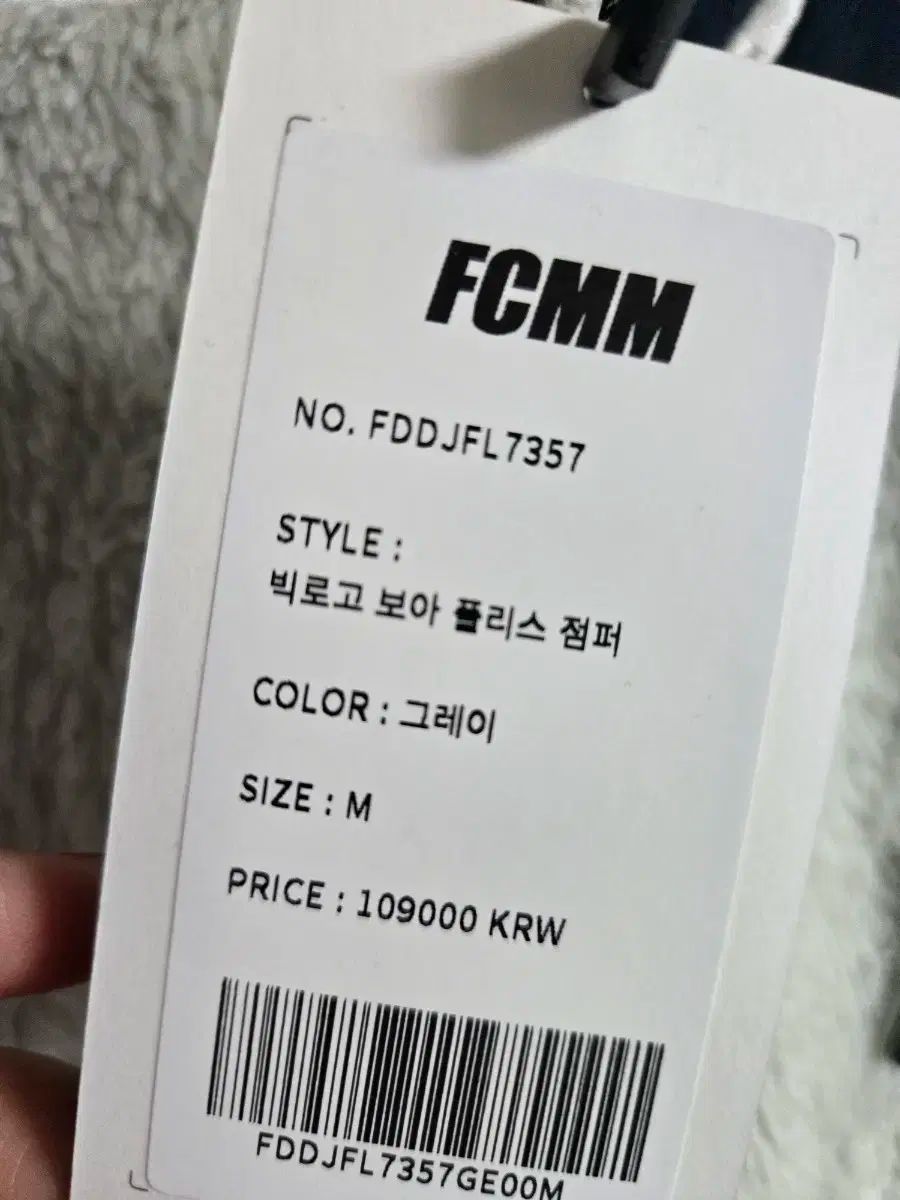 FCMM
NO. FDDJFL7357
STYLE :
빅로고 보아 플리스 점퍼
COLOR : 그레이
SIZE : M
PRICE : 109000 KRW
FDDJFL7357GE00M